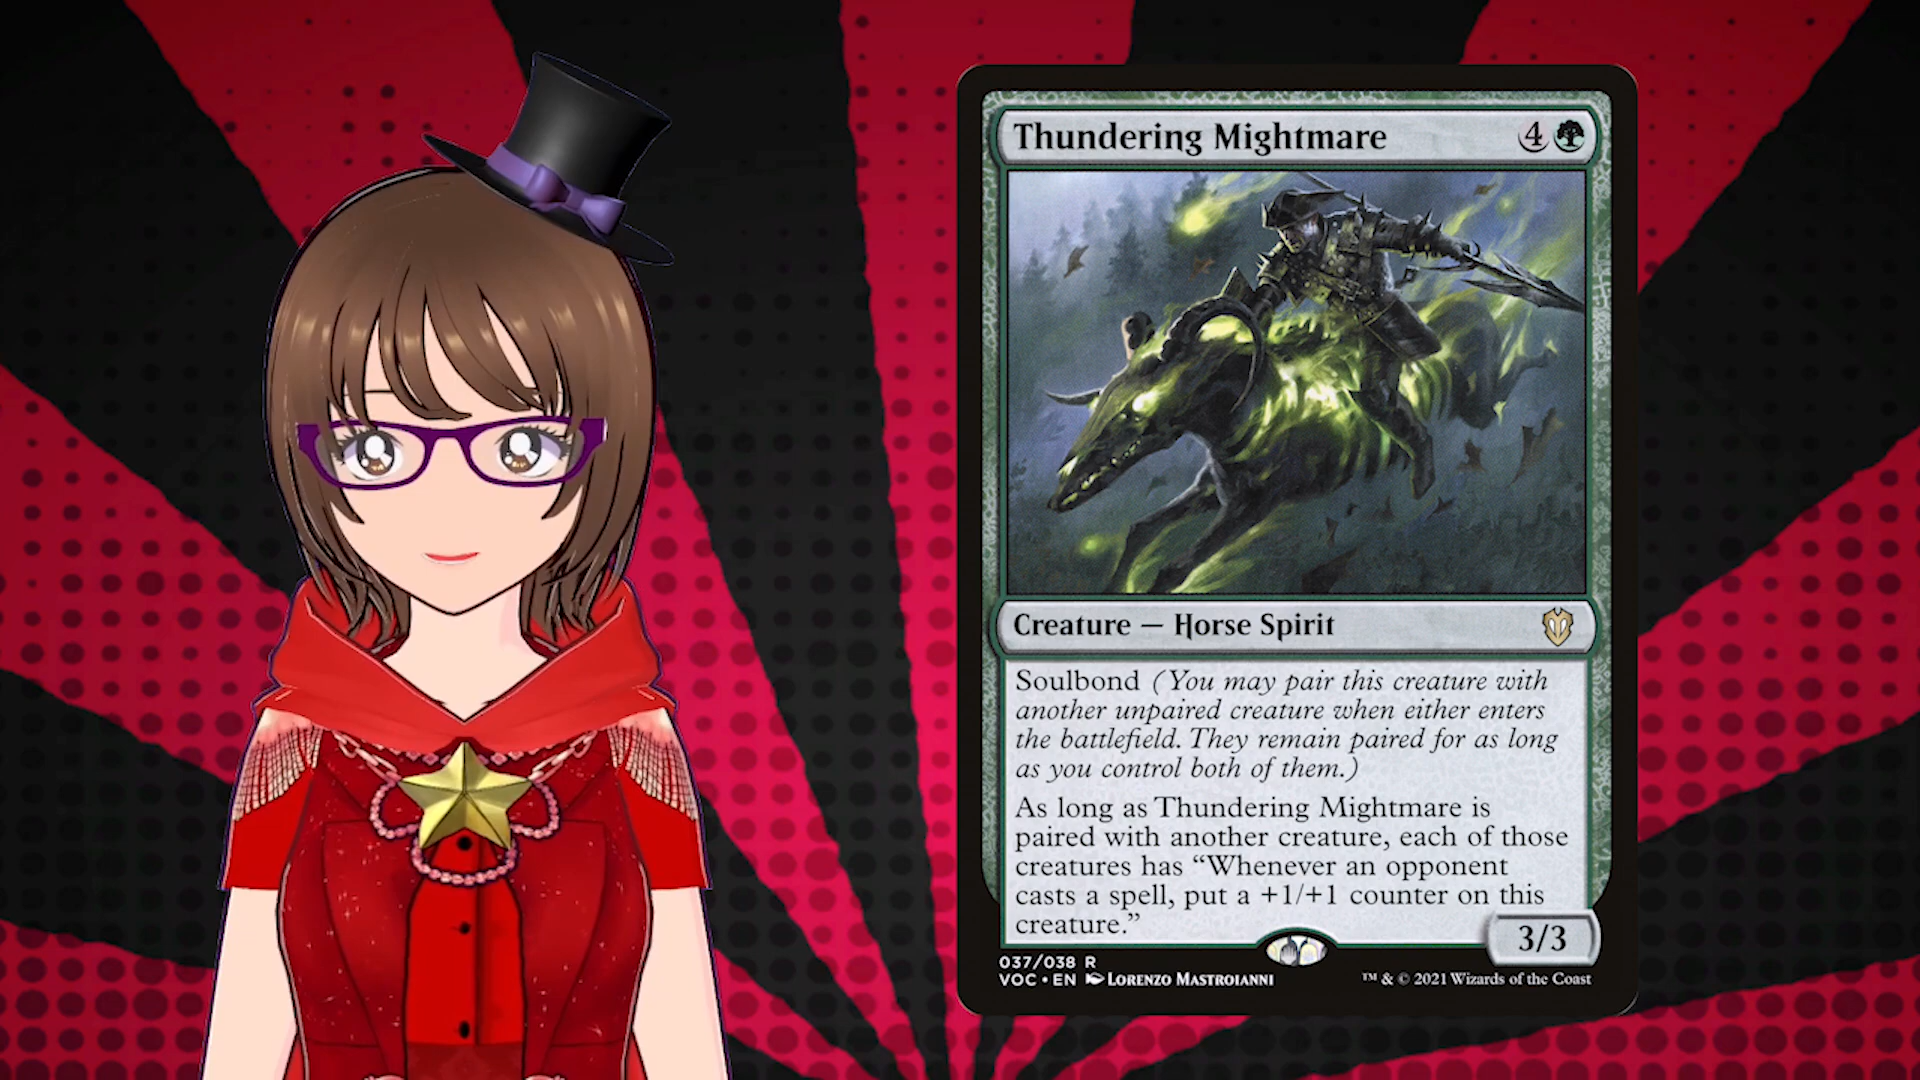 Thundering Mightmare 4
Creature — Horse Spirit
Soulbond (You may pair this creature with
another unpaired creature when either enters
the battlefield. They remain paired for as long
as you control both of them.)
As long as Thundering Mightmare is
paired with another creature, each of those
creatures has “Whenever an opponent
casts a spell, put a +1/+1 counter on this
creature.”
3/3
037/038 R
VOC • EN Lorenzo Mastroianni ™ & © 2021 Wizards of the Coast